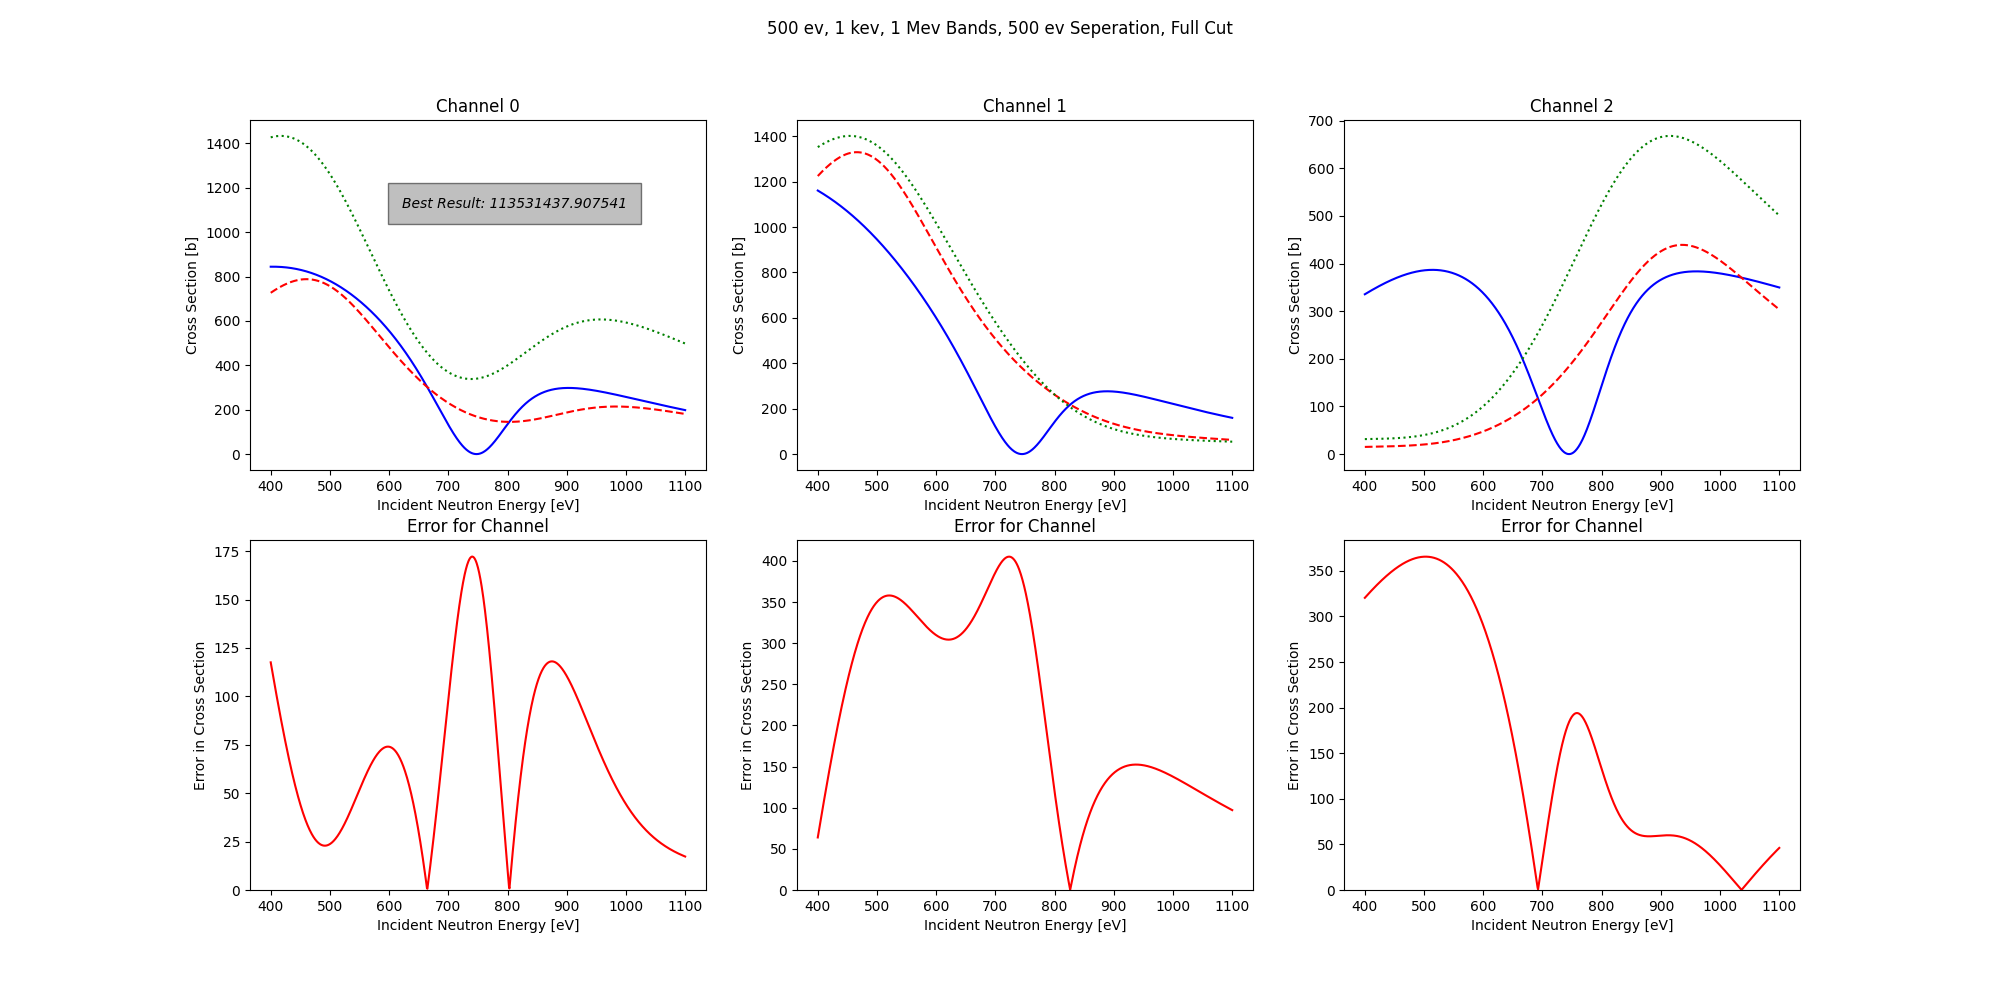 500 ev, 1 kev, 1 Mev Bands, 500 ev Seperation, Full Cut
Channel 0
Cross Section [b]
1400
1200
1000
800
600
400
200
0
Best Result: 113531437.907541
400 500 600 700 800 900 1000 1100
Incident Neutron Energy [eV]
Channel 1
Cross Section [b]
1400
1200
1000
800
600
400
200
0
400 500 600 700 800 900 1000 1100
Incident Neutron Energy [eV]
Channel 2
Cross Section [b]
700
600
500
400
300
200
100
0
400 500 600 700 800 900 1000 1100
Incident Neutron Energy [eV]
Error for Channel
Error in Cross Section
175
150
125
100
75
50
25
0
400 500 600 700 800 900 1000 1100
Incident Neutron Energy [eV]
Error for Channel
Error in Cross Section
400
350
300
250
200
150
100
50
0
400 500 600 700 800 900 1000 1100
Incident Neutron Energy [eV]
Error for Channel
Error in Cross Section
350
300
250
200
150
100
50
0
400 500 600 700 800 900 1000 1100
Incident Neutron Energy [eV]